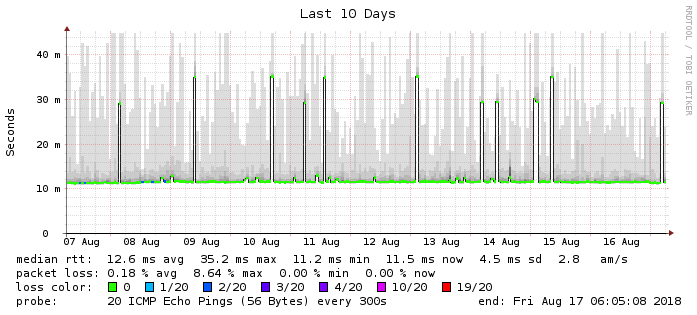 Last 10 Days
RRDTOOL / TOBI OETIKER
Seconds
40 m
30 m
20 m
10 m
0
07 Aug 08 Aug 09 Aug 10 Aug 11 Aug 12 Aug 13 Aug 14 Aug 15 Aug 16 Aug
median rtt: 12.6 ms avg 35.2 ms max 11.2 ms min 11.5 ms now 4.5 ms sd 2.8 am/s
packet loss: 0.18 % avg 8.64 % max 0.00 % min 0.00 % now
loss color: 0 1/20 2/20 3/20 4/20 10/20 19/20
probe: 20 ICMP Echo Pings (56 Bytes) every 300s end: Fri Aug 17 06:05:08 2018